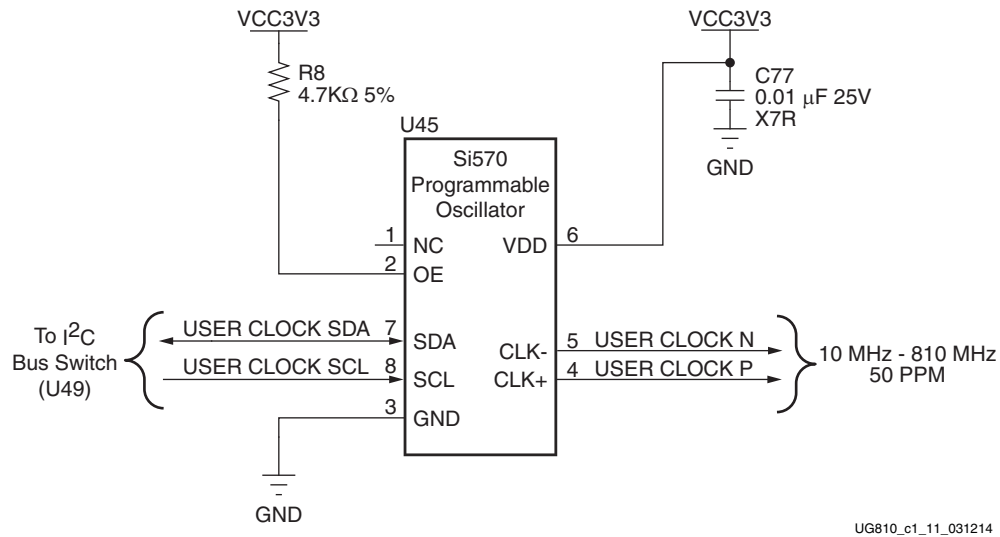 VCC3V3
R8
4.7KΩ 5%
VCC3V3
C77
0.01 μF 25V
X7R
GND
U45
Si570
Programmable
Oscillator
1 NC
2 OE
VDD 6
To I²C
Bus Switch
(U49)
USER CLOCK SDA 7 SDA
USER CLOCK SCL 8 SCL
3 GND
GND
CLK- 5 USER CLOCK N
CLK+ 4 USER CLOCK P
10 MHz - 810 MHz
50 PPM
UG810_c1_11_031214